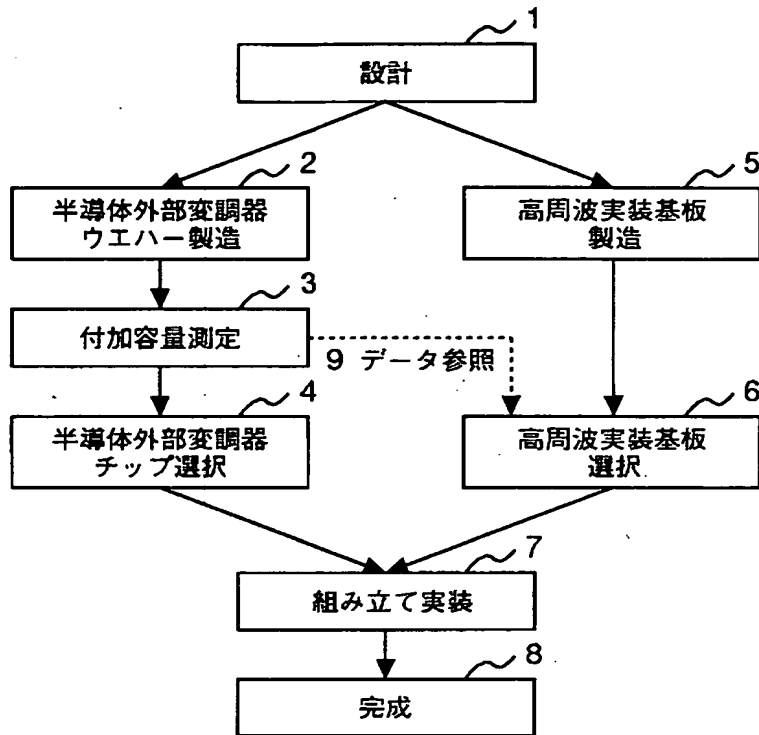 1
設計
2
半導体外部変調器
ウエハー製造
5
高周波実装基板
製造
3
付加容量測定
9 データ参照
4
半導体外部変調器
チップ選択
6
高周波実装基板
選択
7
組み立て実装
8
完成